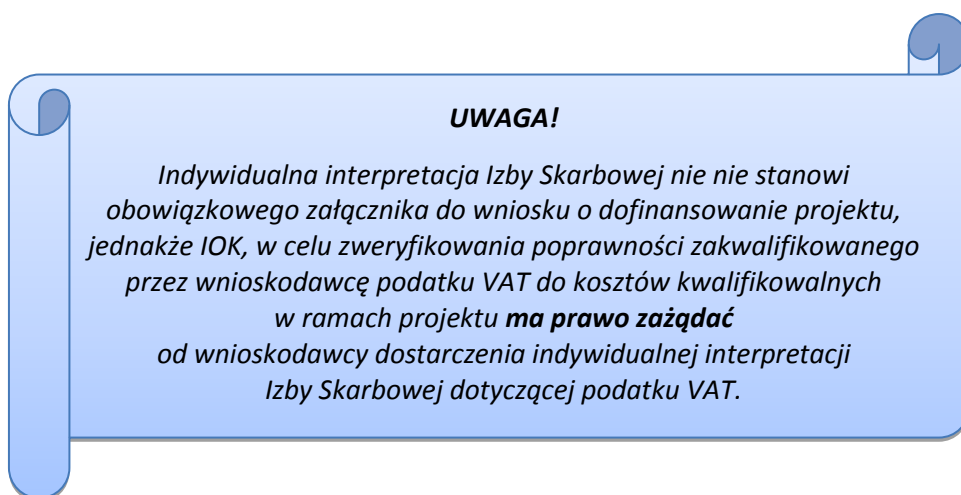 UWAGA!
Indywidualna interpretacja Izby Skarbowej nie nie stanowi
obowiązkowego załącznika do wniosku o dofinansowanie projektu,
jednakże IOK, w celu zweryfikowania poprawności zakwalifikowanego
przez wnioskodawcę podatku VAT do kosztów kwalifikowalnych
w ramach projektu ma prawo zażądać
od wnioskodawcy dostarczenia indywidualnej interpretacji
Izby Skarbowej dotyczącej podatku VAT.